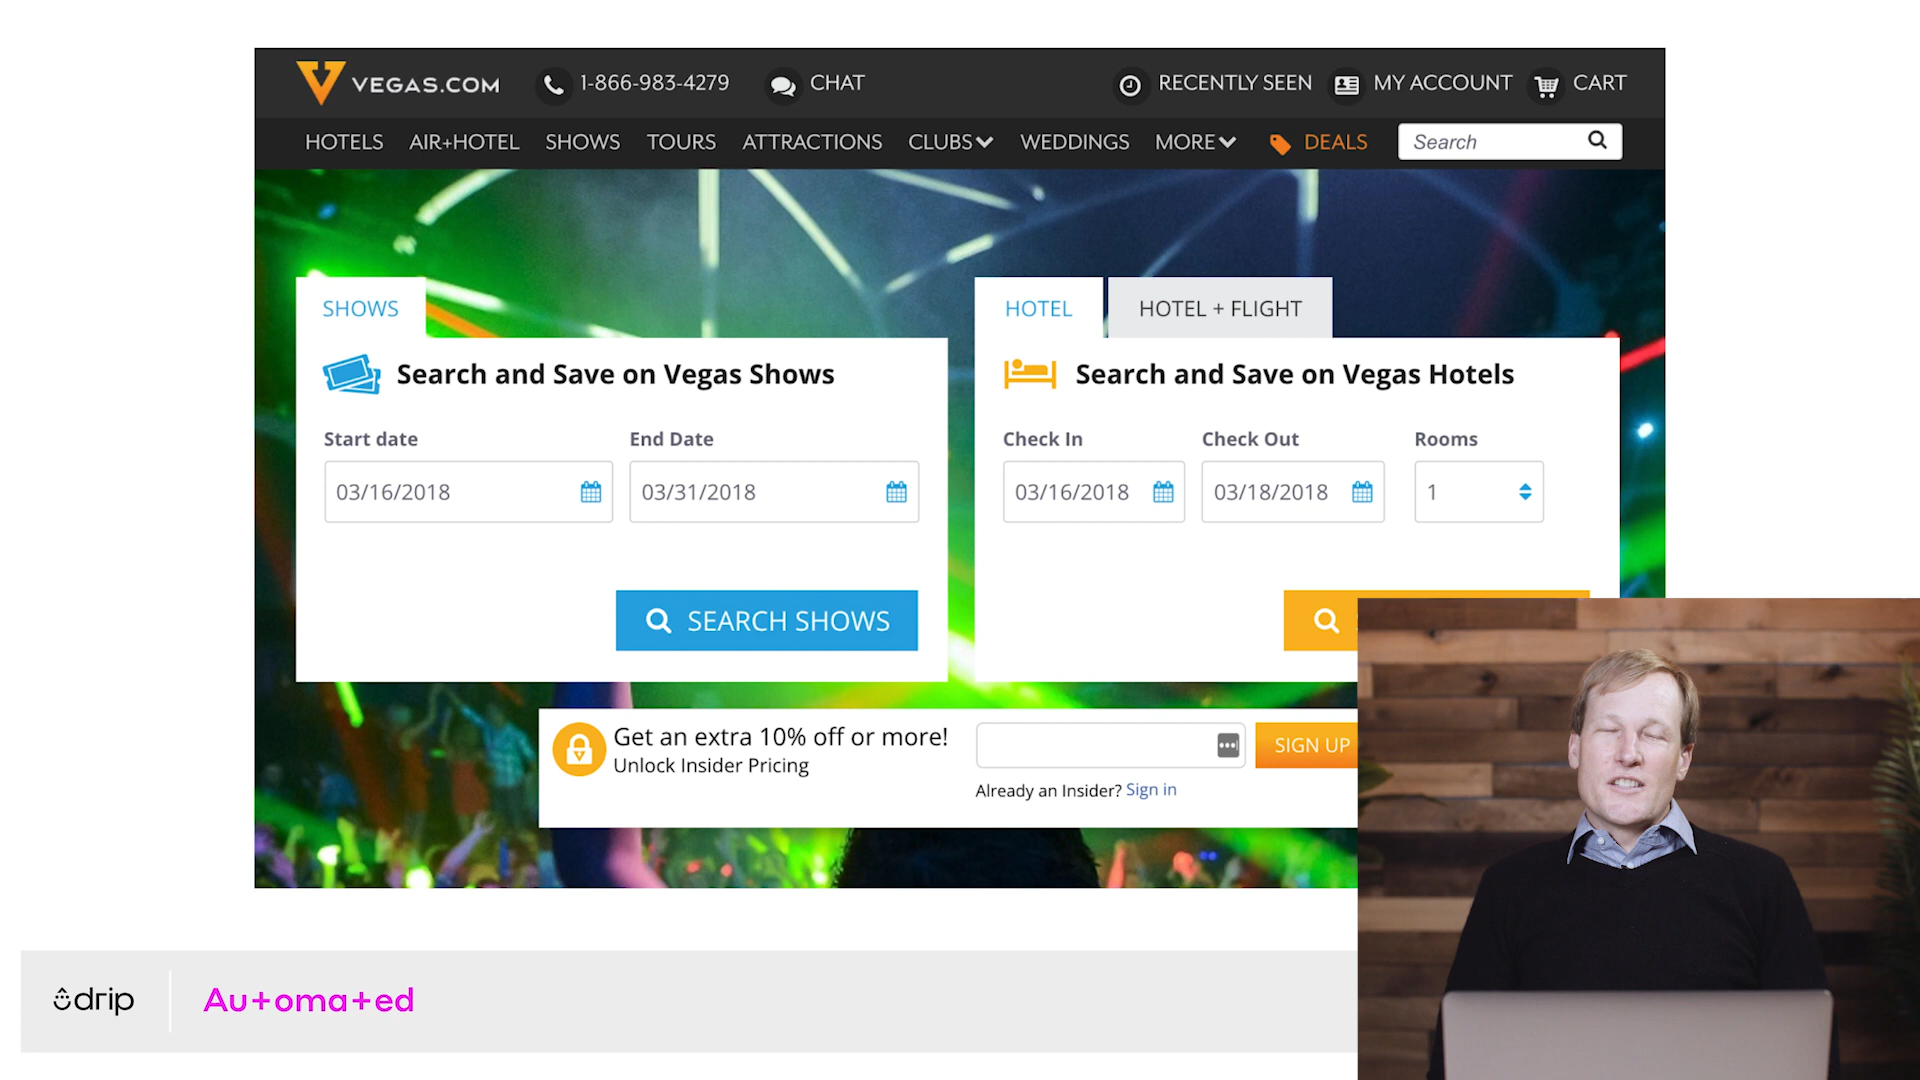 VEGAS.COM 1-866-983-4279 CHAT RECENTLY SEEN MY ACCOUNT CART
HOTELS AIR+HOTEL SHOWS TOURS ATTRACTIONS CLUBS WEDDINGS MORE DEALS Search
SHOWS
Search and Save on Vegas Shows
Start date End Date
03/16/2018 03/31/2018
SEARCH SHOWS
HOTEL HOTEL + FLIGHT
Search and Save on Vegas Hotels
Check In Check Out Rooms
03/16/2018 03/18/2018 1
Get an extra 10% off or more!
Unlock Insider Pricing
SIGN UP
Already an Insider? Sign in
drip Automated